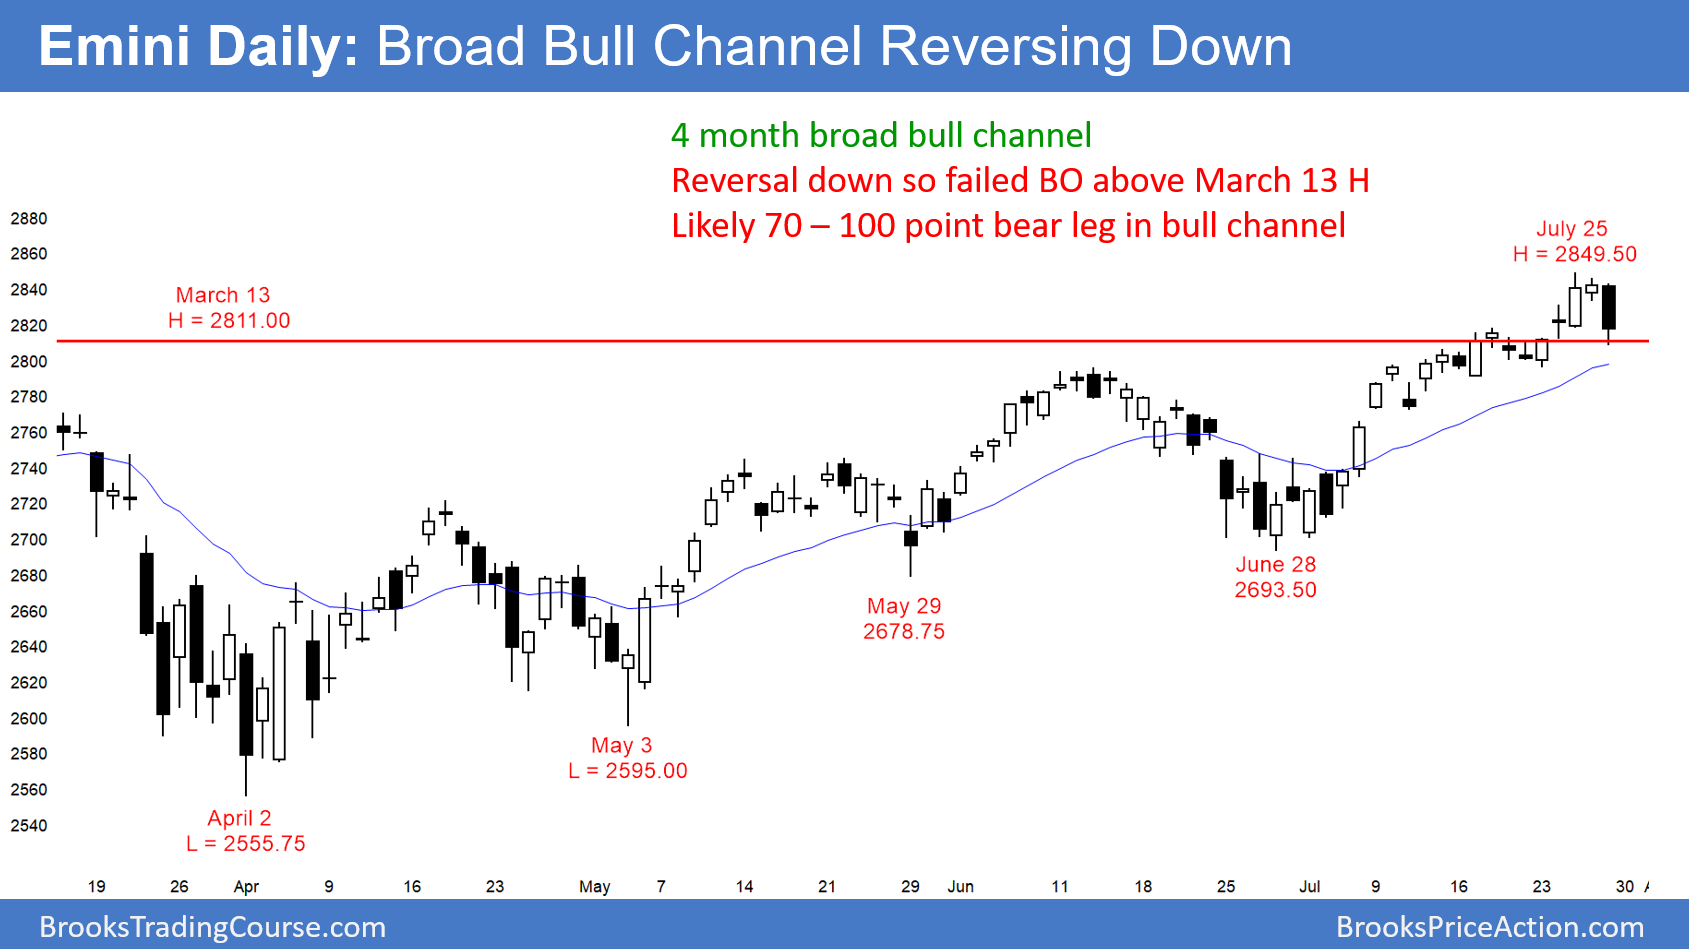 Emini Daily: Broad Bull Channel Reversing Down
4 month broad bull channel
Reversal down so failed BO above March 13 H
Likely 70 – 100 point bear leg in bull channel
2880
2860
2840
2820
2800
2780
2760
2740
2720
2700
2680
2660
2640
2620
2600
2580
2560
2540
March 13
H = 2811.00
July 25
H = 2849.50
June 28
2693.50
May 29
2678.75
May 3
L = 2595.00
April 2
L = 2555.75
19 26 Apr 9 16 23 May 7 14 21 29 Jun 11 18 25 Jul 9 16 23 30
BrooksTradingCourse.com
BrooksPriceAction.com